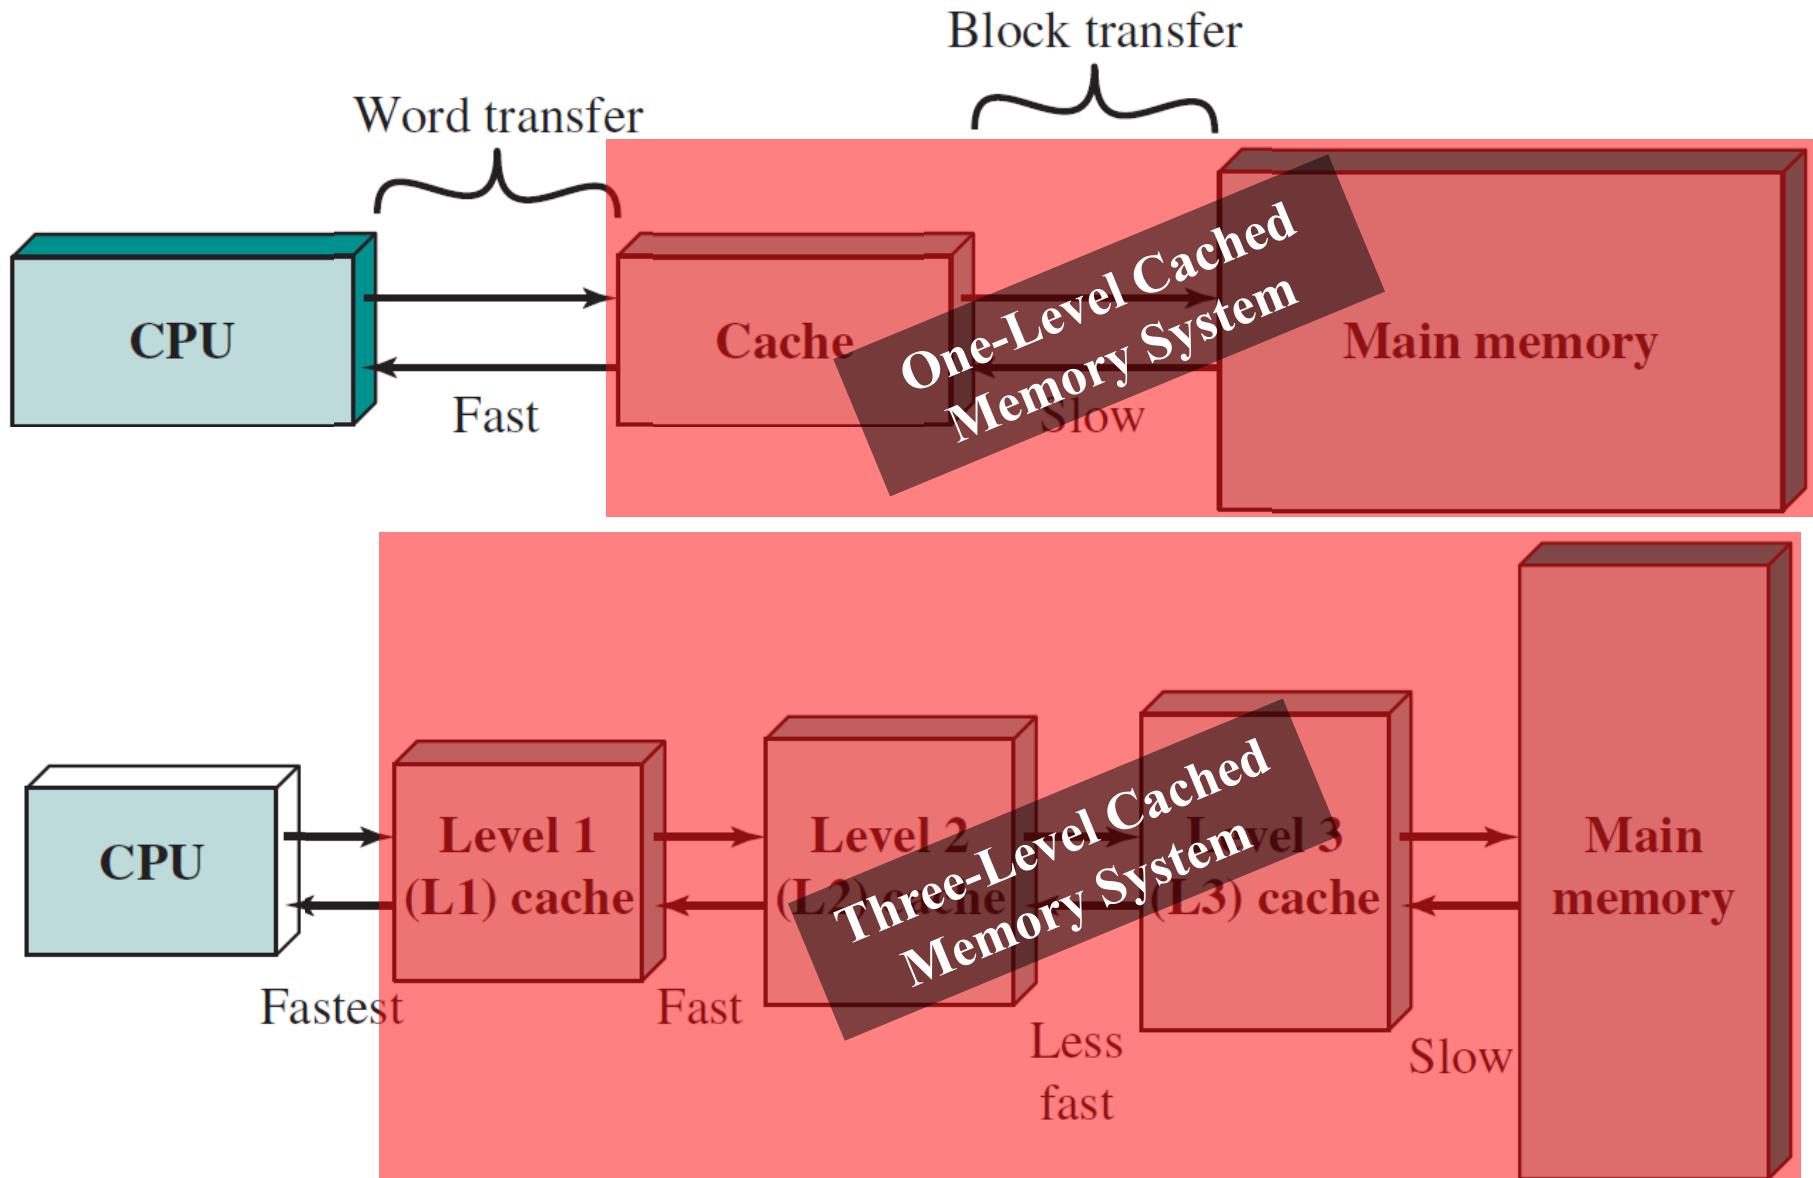 Block transfer
Word transfer
CPU
Cache
Main memory
Fast
Slow
One-Level Cached
Memory System
CPU
Level 1
(L1) cache
Level 2
(L2) cache
Level 3
(L3) cache
Main
memory
Fastest
Fast
Less
fast
Slow
Three-Level Cached
Memory System